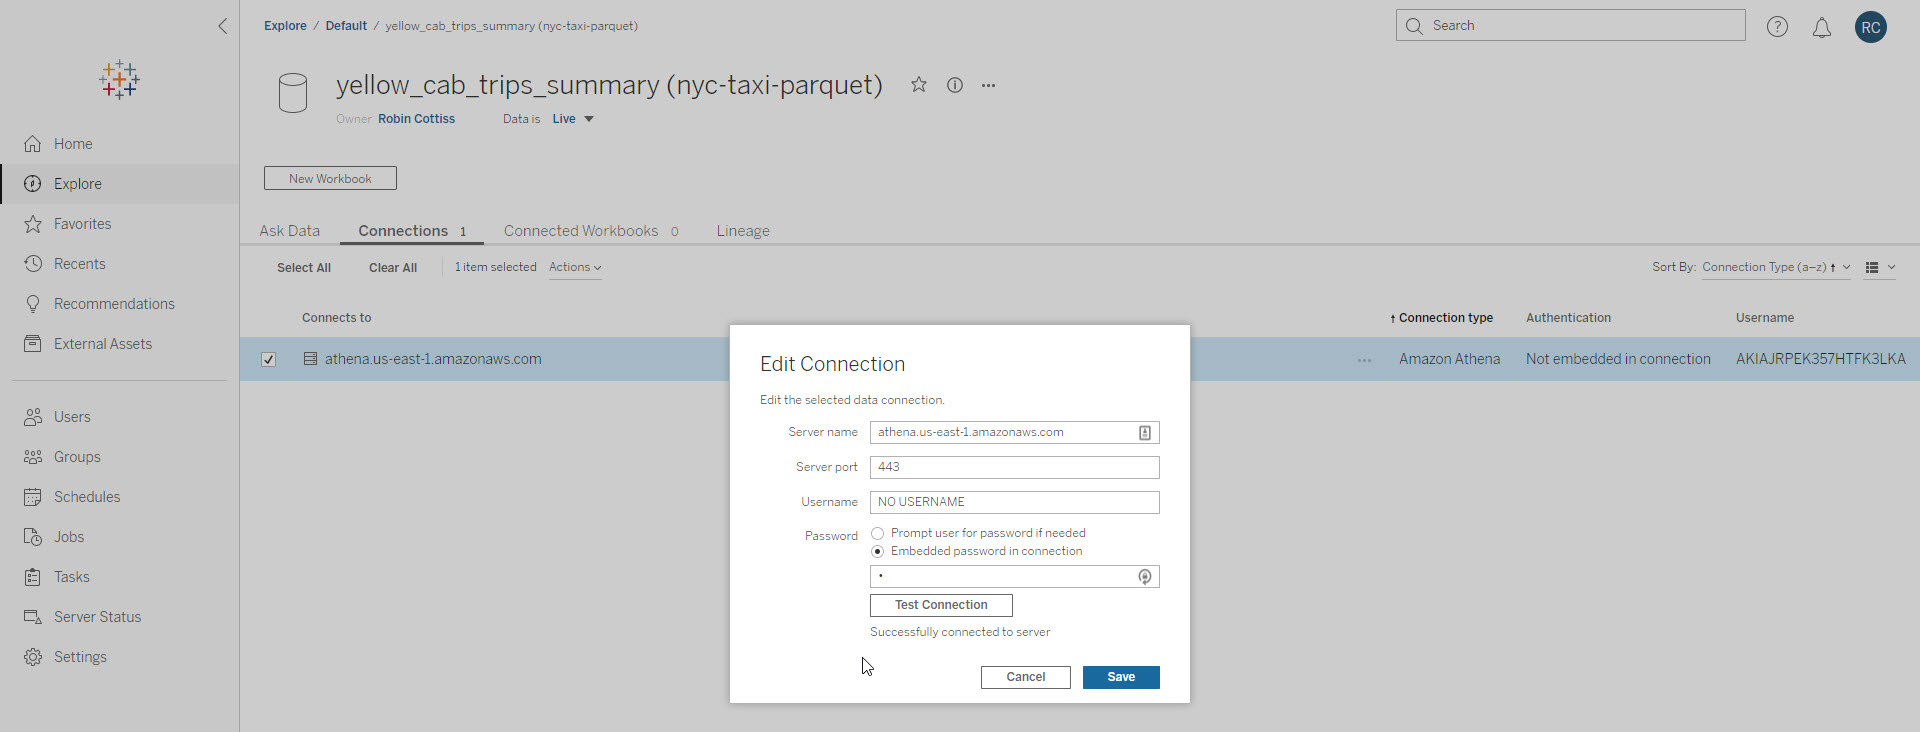 Explore / Default / yellow_cab_trips_summary (nyc-taxi-parquet)
Search
RC
yellow_cab_trips_summary (nyc-taxi-parquet)
Owner Robin Cottiss Data is Live
New Workbook
Home
Explore
Favorites
Recents
Recommendations
External Assets
Users
Groups
Schedules
Jobs
Tasks
Server Status
Settings
Ask Data Connections 1 Connected Workbooks 0 Lineage
Select All Clear All 1 item selected Actions Sort By: Connection Type (a–z) ↑
Connects to ↑ Connection type Authentication Username
athena.us-east-1.amazonaws.com ··· Amazon Athena Not embedded in connection AKIAJRPEK357HTFK3LKA
Edit Connection
Edit the selected data connection.
Server name athena.us-east-1.amazonaws.com
Server port 443
Username NO USERNAME
Password Prompt user for password if needed
Embedded password in connection
•
Test Connection
Successfully connected to server
Cancel Save